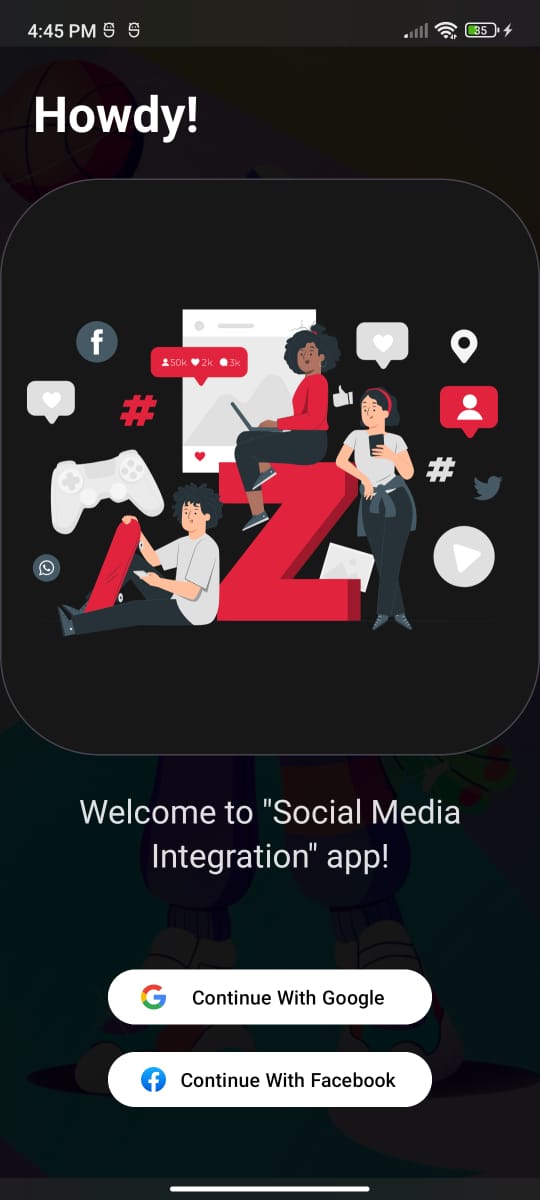 4:45 PM
35
Howdy!
f
50k 2k 3k
#
#
Z
Welcome to "Social Media
Integration" app!
G Continue With Google
f Continue With Facebook